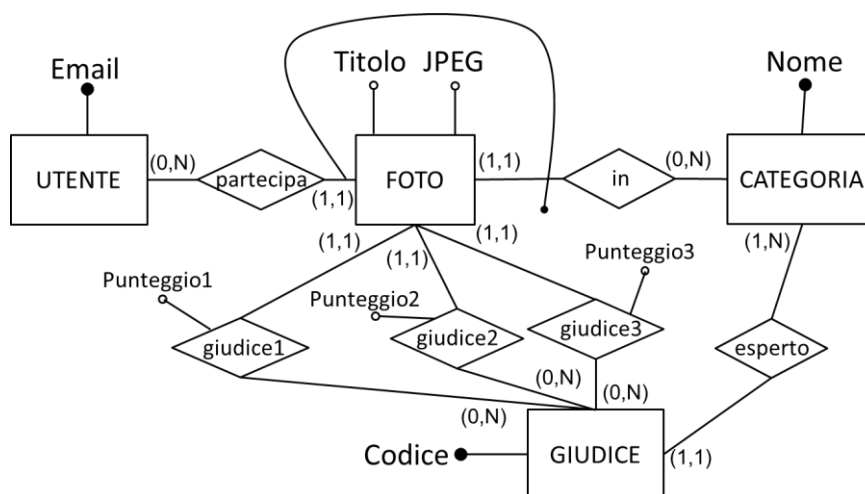 Email
Titolo JPEG
Nome
UTENTE
(0,N)
partecipa
(1,1)
FOTO
(1,1)
in
(0,N)
CATEGORIA
(1,1)
(1,1)
(1,1)
(1,N)
Punteggio1
Punteggio2
Punteggio3
giudice1
giudice2
giudice3
esperto
(0,N)
(0,N)
(0,N)
Codice
GIUDICE
(1,1)